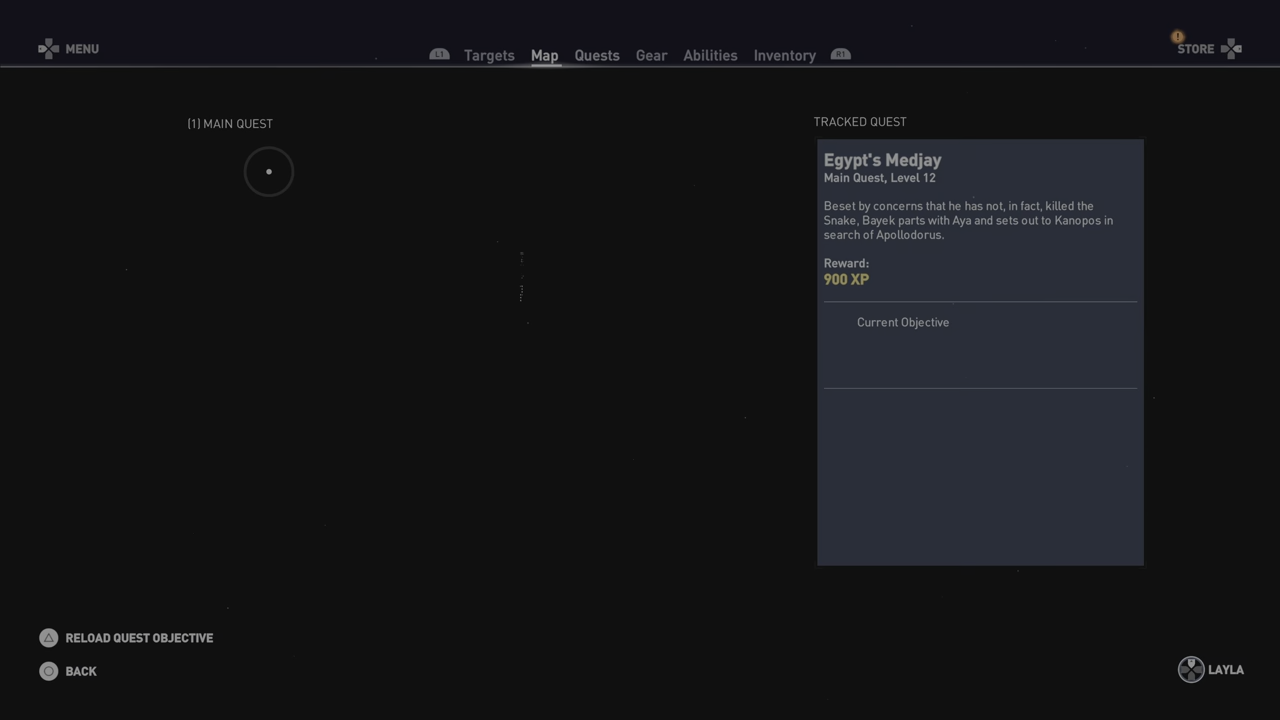 MENU
L1 Targets Map Quests Gear Abilities Inventory R1
!
STORE
(1) MAIN QUEST
TRACKED QUEST
Egypt's Medjay
Main Quest, Level 12
Beset by concerns that he has not, in fact, killed the
Snake, Bayek parts with Aya and sets out to Kanopos in
search of Apollodorus.
Reward:
900 XP
Current Objective
RELOAD QUEST OBJECTIVE
BACK
LAYLA